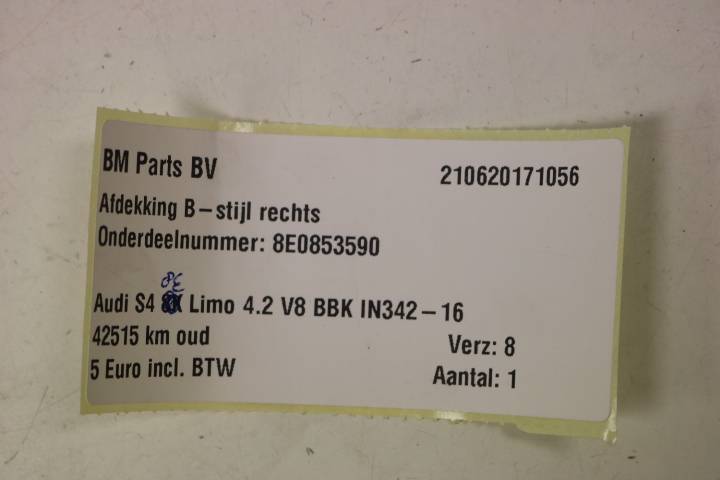 BM Parts BV 210620171056
Afdekking B-stijl rechts
Onderdeelnummer: 8E0853590
8E
Audi S4 Limo 4.2 V8 BBK IN342-16
42515 km oud Verz: 8
5 Euro incl. BTW Aantal: 1